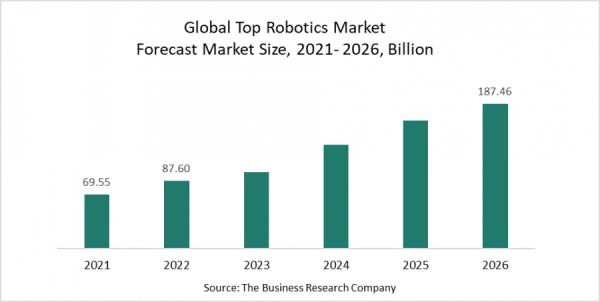 Global Top Robotics Market
Forecast Market Size, 2021- 2026, Billion
187.46
87.60
69.55
2021 2022 2023 2024 2025 2026
Source: The Business Research Company